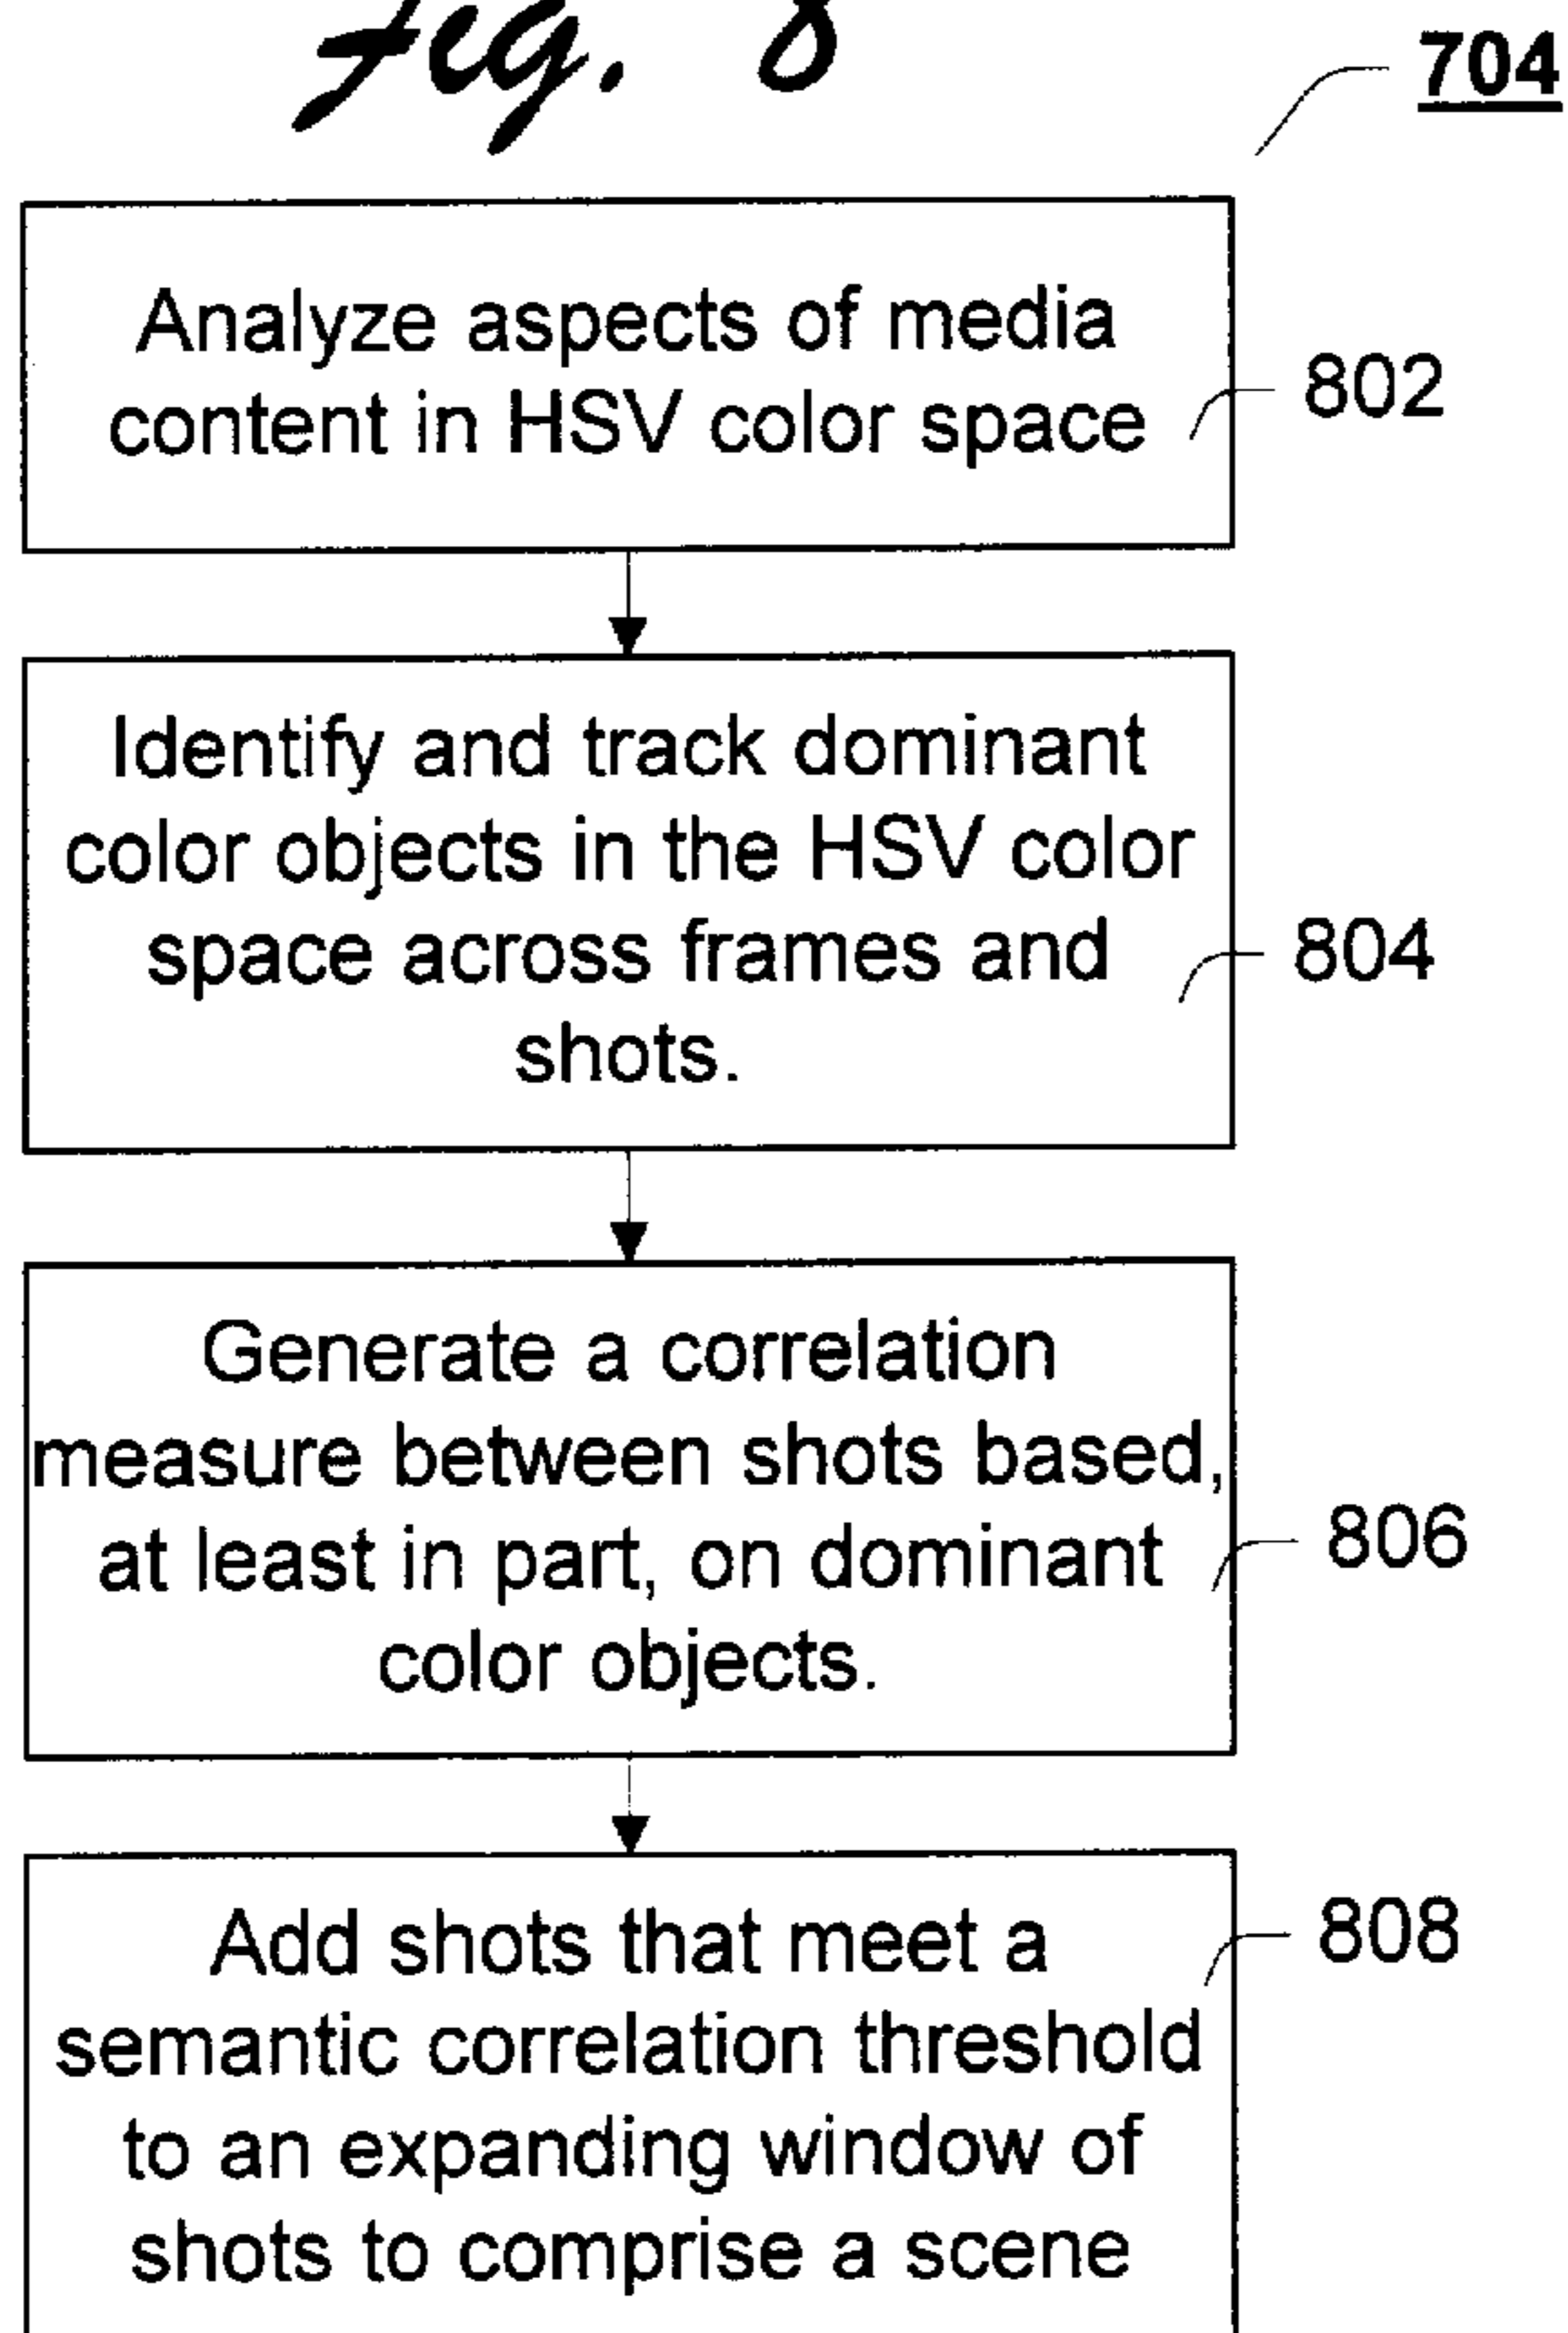 Fig. 8
704
Analyze aspects of media
content in HSV color space
802
Identify and track dominant
color objects in the HSV color
space across frames and
shots.
804
Generate a correlation
measure between shots based,
at least in part, on dominant
color objects.
806
Add shots that meet a
semantic correlation threshold
to an expanding window of
shots to comprise a scene
808